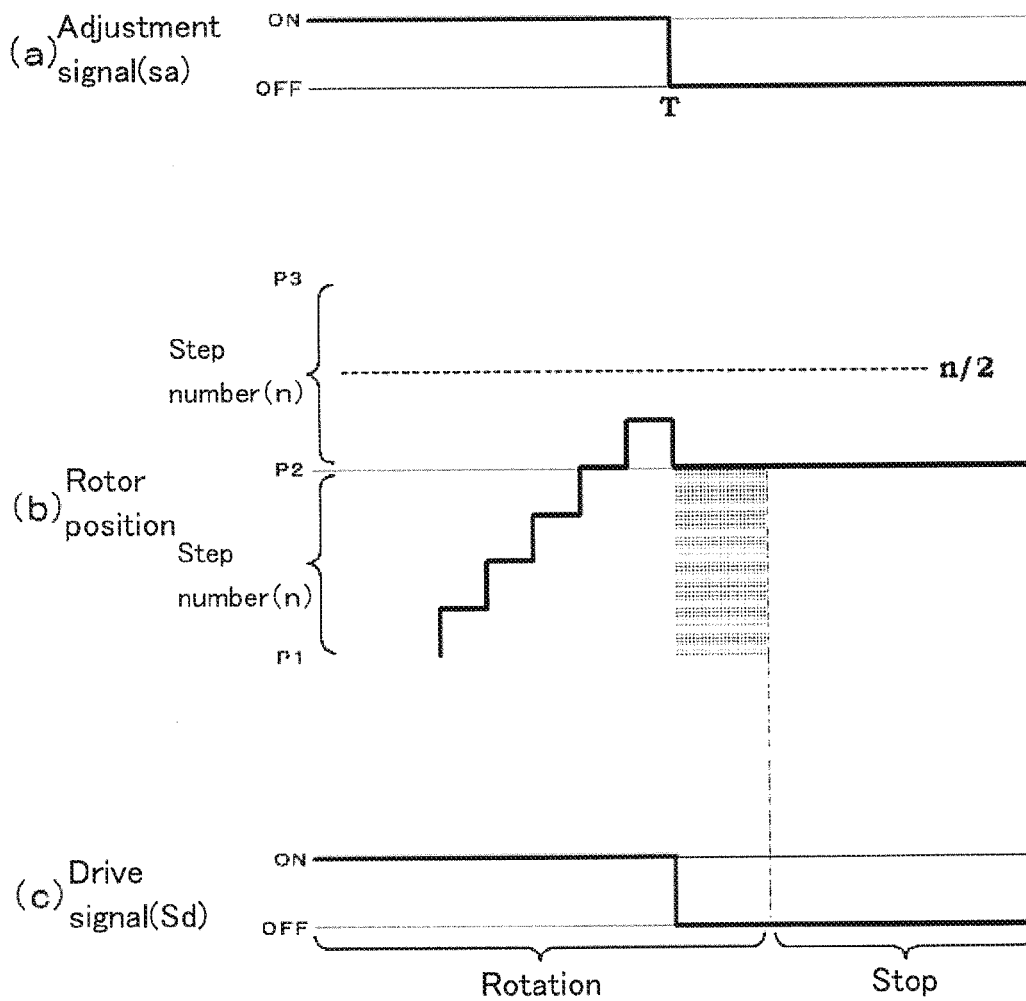 (a) Adjustment
signal(sa)
ON
OFF
T
P3
Step
number(n)
n/2
P2
(b) Rotor
position
Step
number(n)
P1
(c) Drive
signal(Sd)
ON
OFF
Rotation
Stop